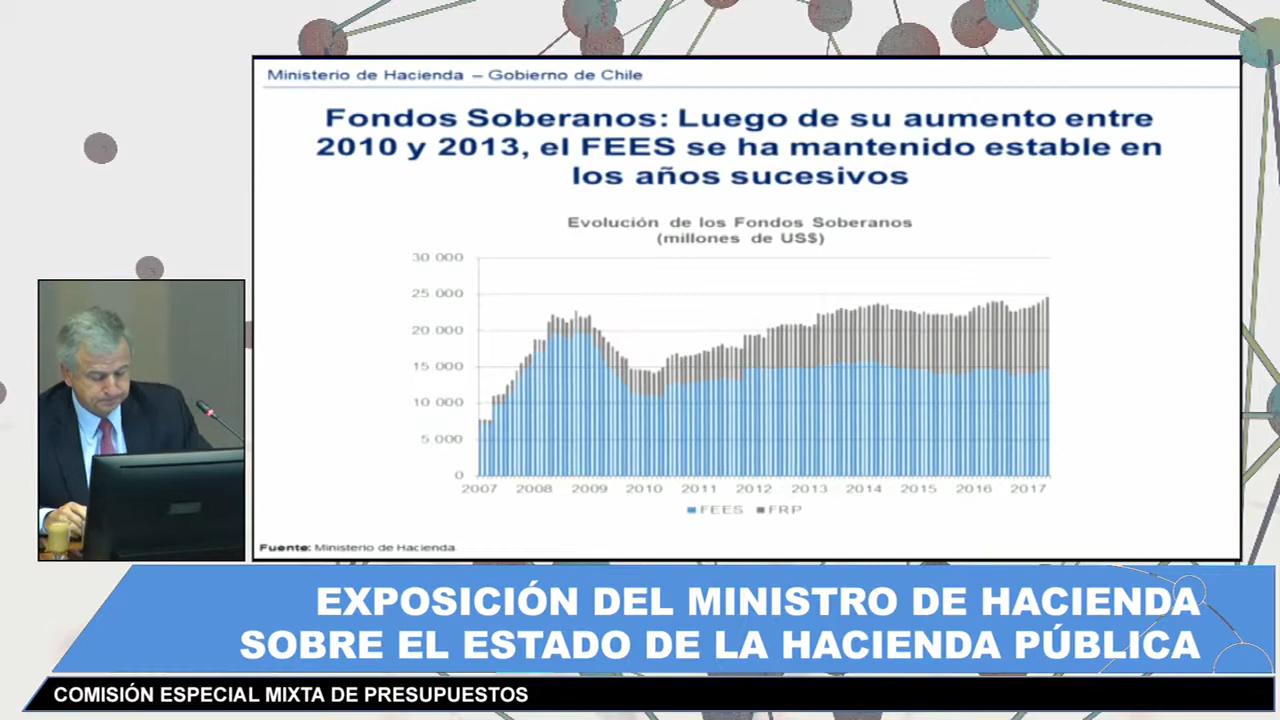 Ministerio de Hacienda – Gobierno de Chile
Fondos Soberanos: Luego de su aumento entre
2010 y 2013, el FEES se ha mantenido estable en
los años sucesivos
Evolución de los Fondos Soberanos
(millones de US$)
30 000
25 000
20 000
15 000
10 000
5 000
0
2007 2008 2009 2010 2011 2012 2013 2014 2015 2016 2017
FEES FRP
Fuente: Ministerio de Hacienda.
EXPOSICIÓN DEL MINISTRO DE HACIENDA
SOBRE EL ESTADO DE LA HACIENDA PÚBLICA
COMISIÓN ESPECIAL MIXTA DE PRESUPUESTOS